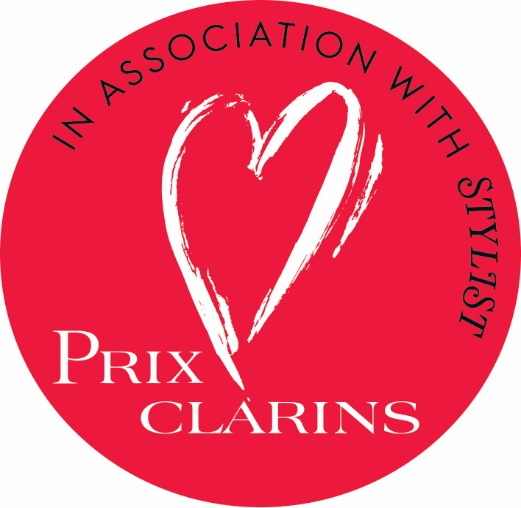 IN ASSOCIATION WITH STYLIST
PRIX
CLARINS